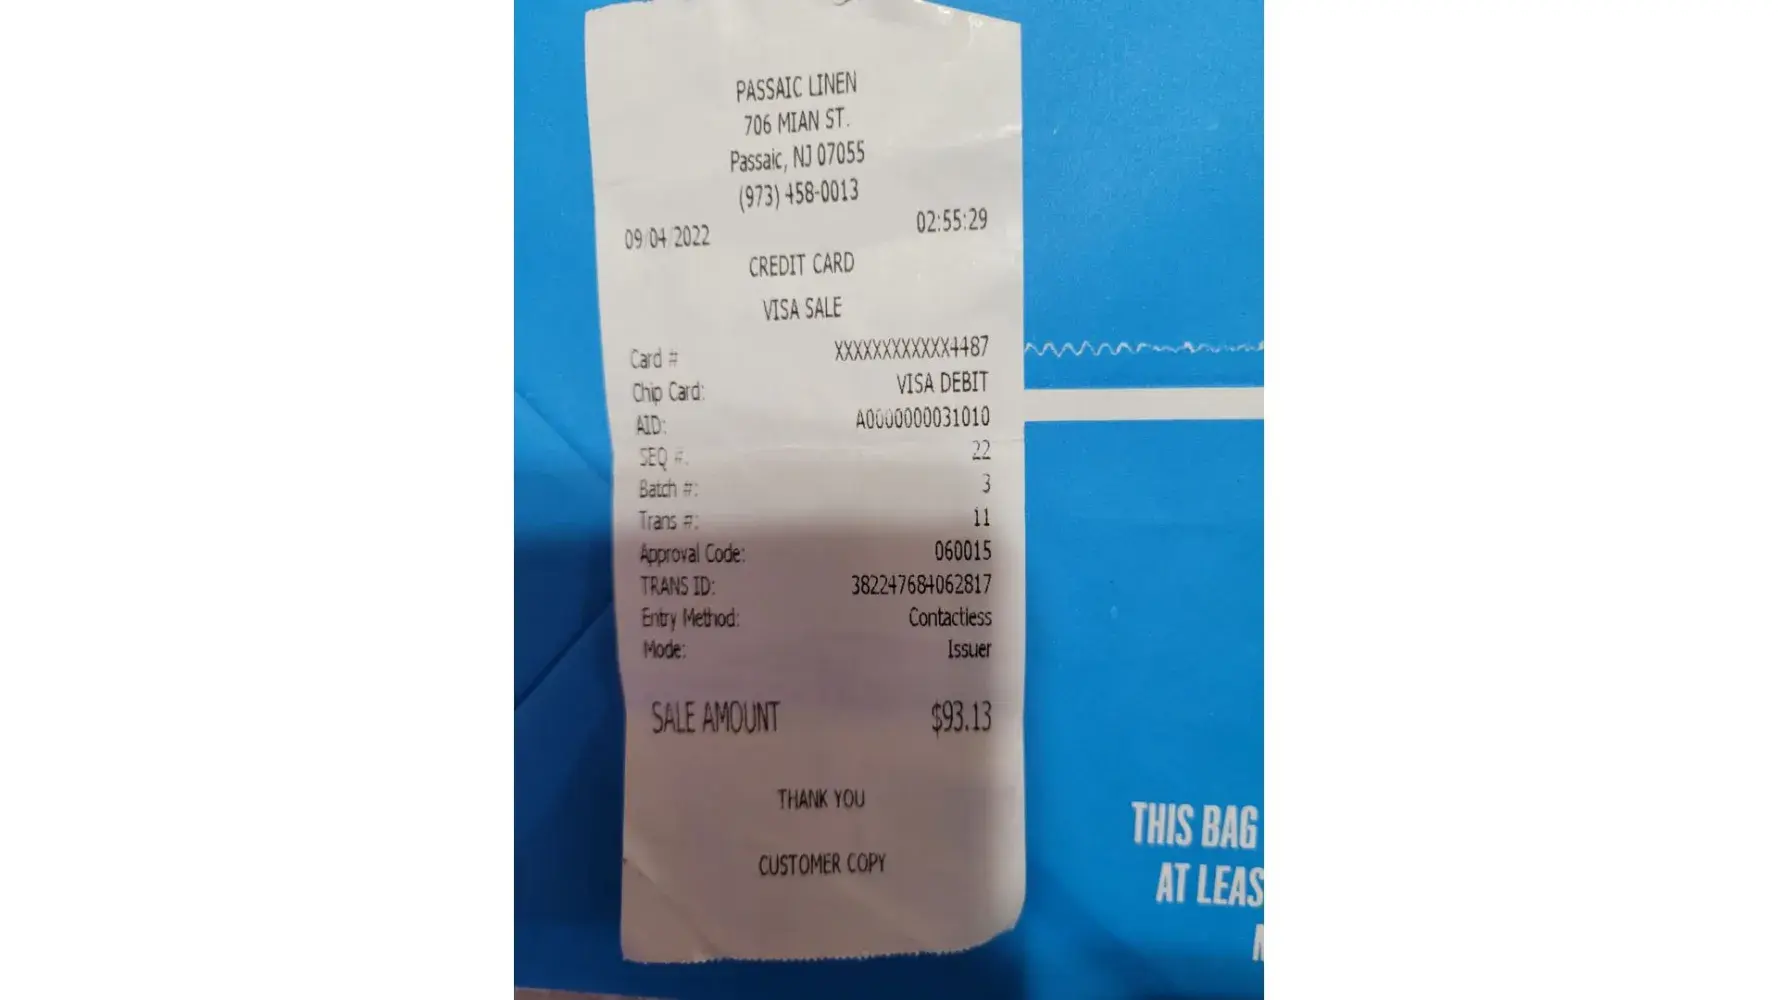 PASSAIC LINEN
706 MIAN ST.
Passaic, NJ 07055
(973) 458-0013
09/04/2022 02:55:29
CREDIT CARD
VISA SALE
Card # XXXXXXXXXXXX4487
Chip Card: VISA DEBIT
AID: A0000000031010
SEQ #: 22
Batch #: 3
Trans #: 11
Approval Code: 060015
TRANS ID: 382247684062817
Entry Method: Contactless
Mode: Issuer
SALE AMOUNT $93.13
THANK YOU
CUSTOMER COPY
THIS BAG
AT LEAS